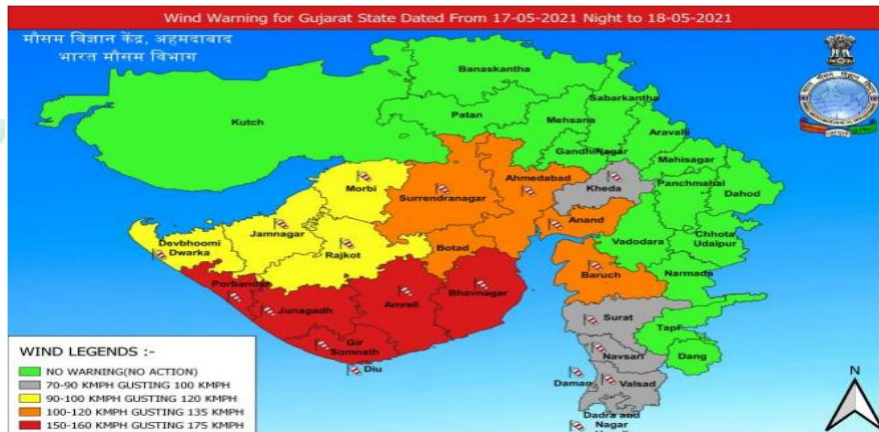 Wind Warning for Gujarat State Dated From 17-05-2021 Night to 18-05-2021
मौसम विज्ञान केंद्र, अहमदाबाद
भारत मौसम विभाग
Banaskantha
Kutch
Patan
Sabarkantha
Mehsana
Aravalli
GandhiNagar
Mahisagar
Morbi
Surrendranagar
Ahmedabad
Kheda
Panchmahal
Dahod
Jamnagar
Anand
Devbhoomi
Dwarka
Rajkot
Botad
Vadodara
Chhota
Udaipur
Porbandar
Baruch
Narmada
Junagadh
Amreli
Bhavnagar
Surat
Tapi
Gir
Somnath
Diu
Navsari
Dang
Daman
Valsad
Dadra and
Nagar
WIND LEGENDS :-
NO WARNING(NO ACTION)
70-90 KMPH GUSTING 100 KMPH
90-100 KMPH GUSTING 120 KMPH
100-120 KMPH GUSTING 135 KMPH
150-160 KMPH GUSTING 175 KMPH
N